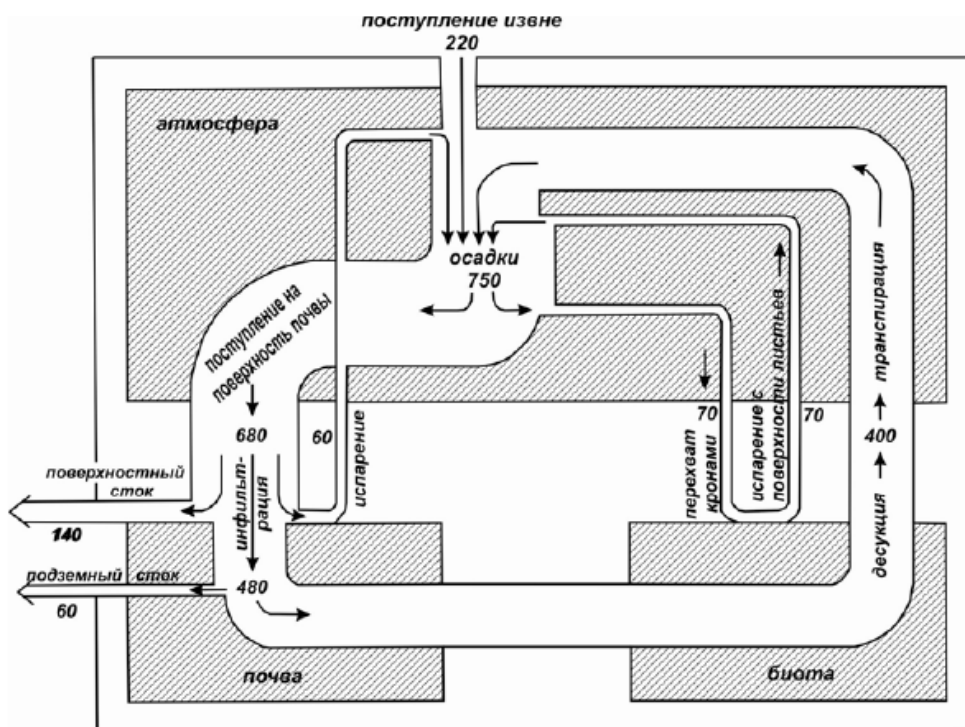 поступление извне
220
атмосфера
осадки
750
поступление на
поверхность почвы
680
60
испарение
70
перехват
кронами
испарение с
поверхности листьев
70
транспирация
400
десукция
поверхностный
сток
140
инфильт-
рация
подземный сток
60
480
почва
биота